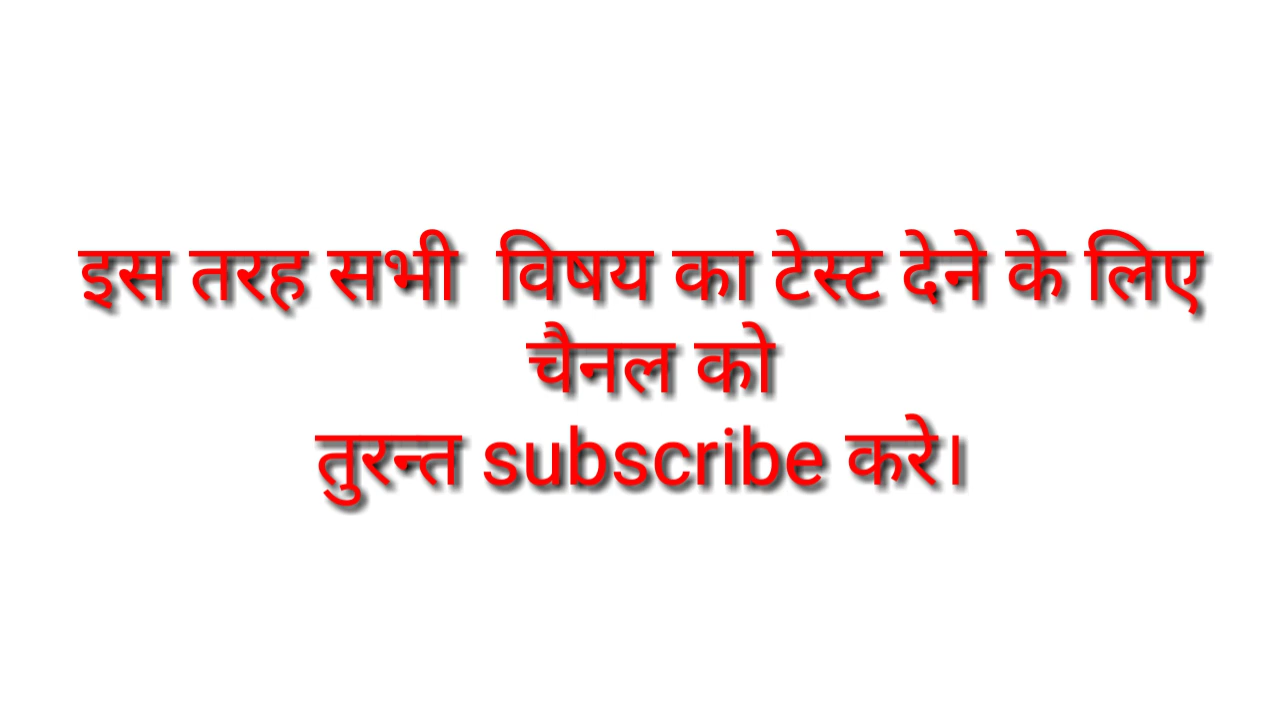 इस तरह सभी  विषय का टेस्ट देने के लिए
चैनल को
तुरन्त subscribe करे।